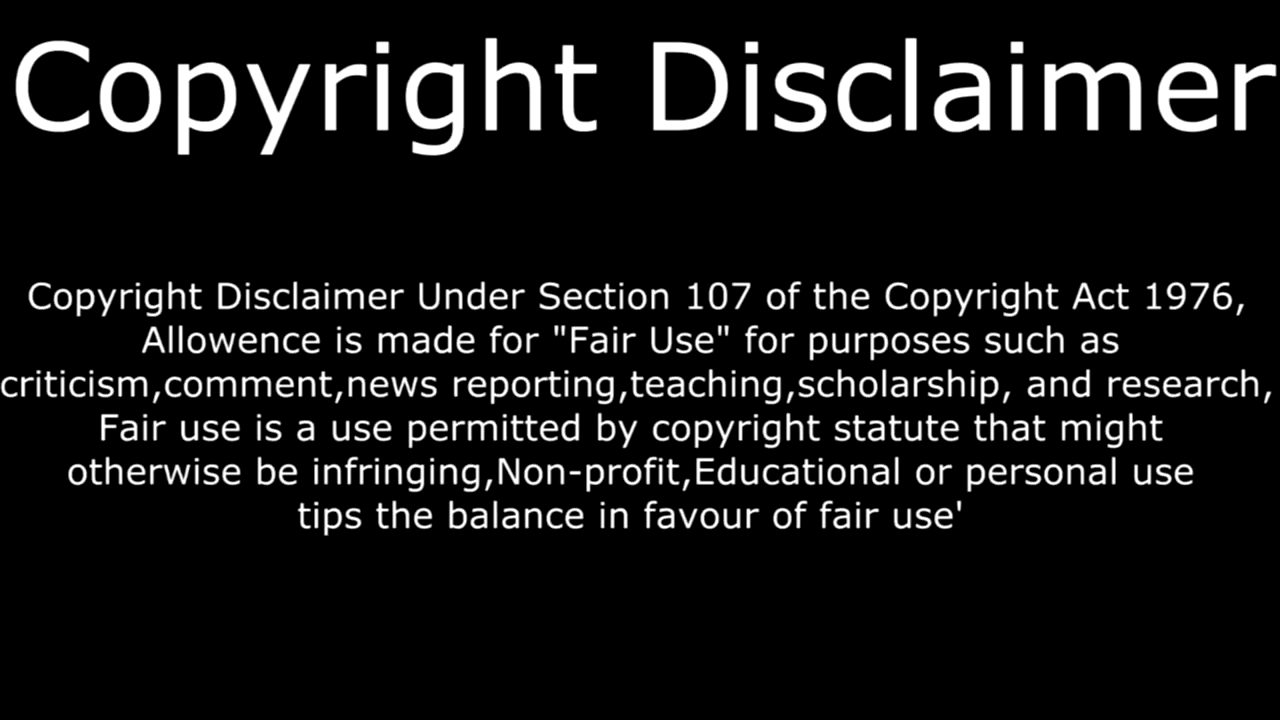 Copyright Disclaimer
Copyright Disclaimer Under Section 107 of the Copyright Act 1976,
Allowence is made for "Fair Use" for purposes such as
criticism,comment,news reporting,teaching,scholarship, and research,
Fair use is a use permitted by copyright statute that might
otherwise be infringing,Non-profit,Educational or personal use
tips the balance in favour of fair use'